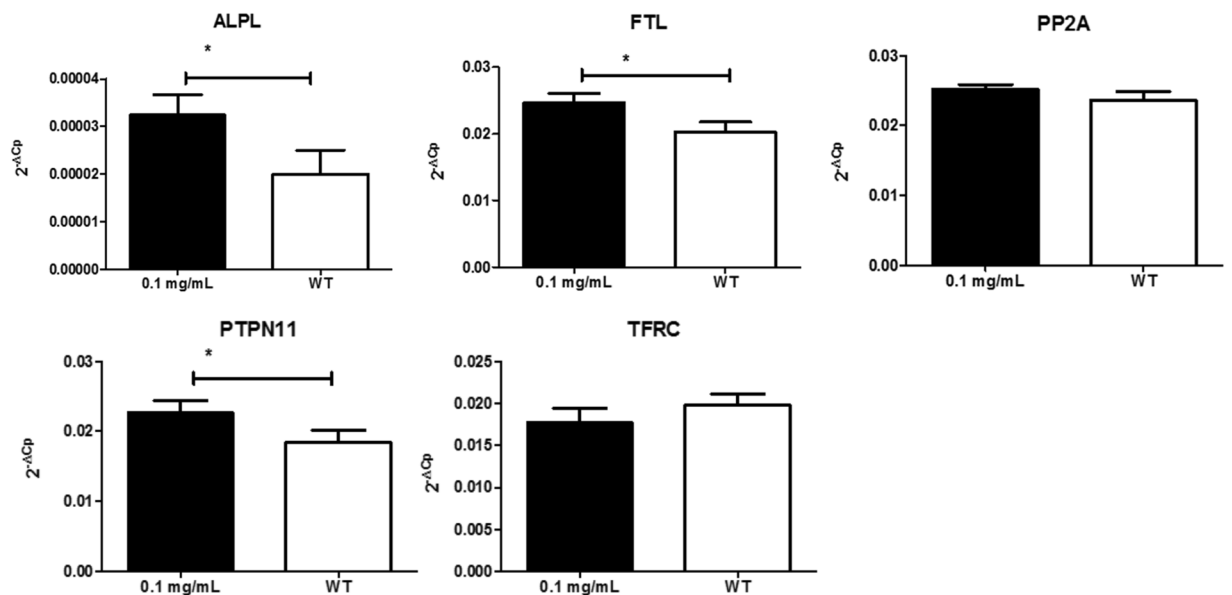 ALPL
*
0.00004
0.00003
0.00002
0.00001
0.00000
2-ΔCp
0.1 mg/mL WT
FTL
*
0.03
0.02
0.01
0.00
2-ΔCp
0.1 mg/mL WT
PP2A
0.03
0.02
0.01
0.00
2-ΔCp
0.1 mg/mL WT
PTPN11
*
0.03
0.02
0.01
0.00
2-ΔCp
0.1 mg/mL WT
TFRC
0.025
0.020
0.015
0.010
0.005
0.000
2-ΔCp
0.1 mg/mL WT